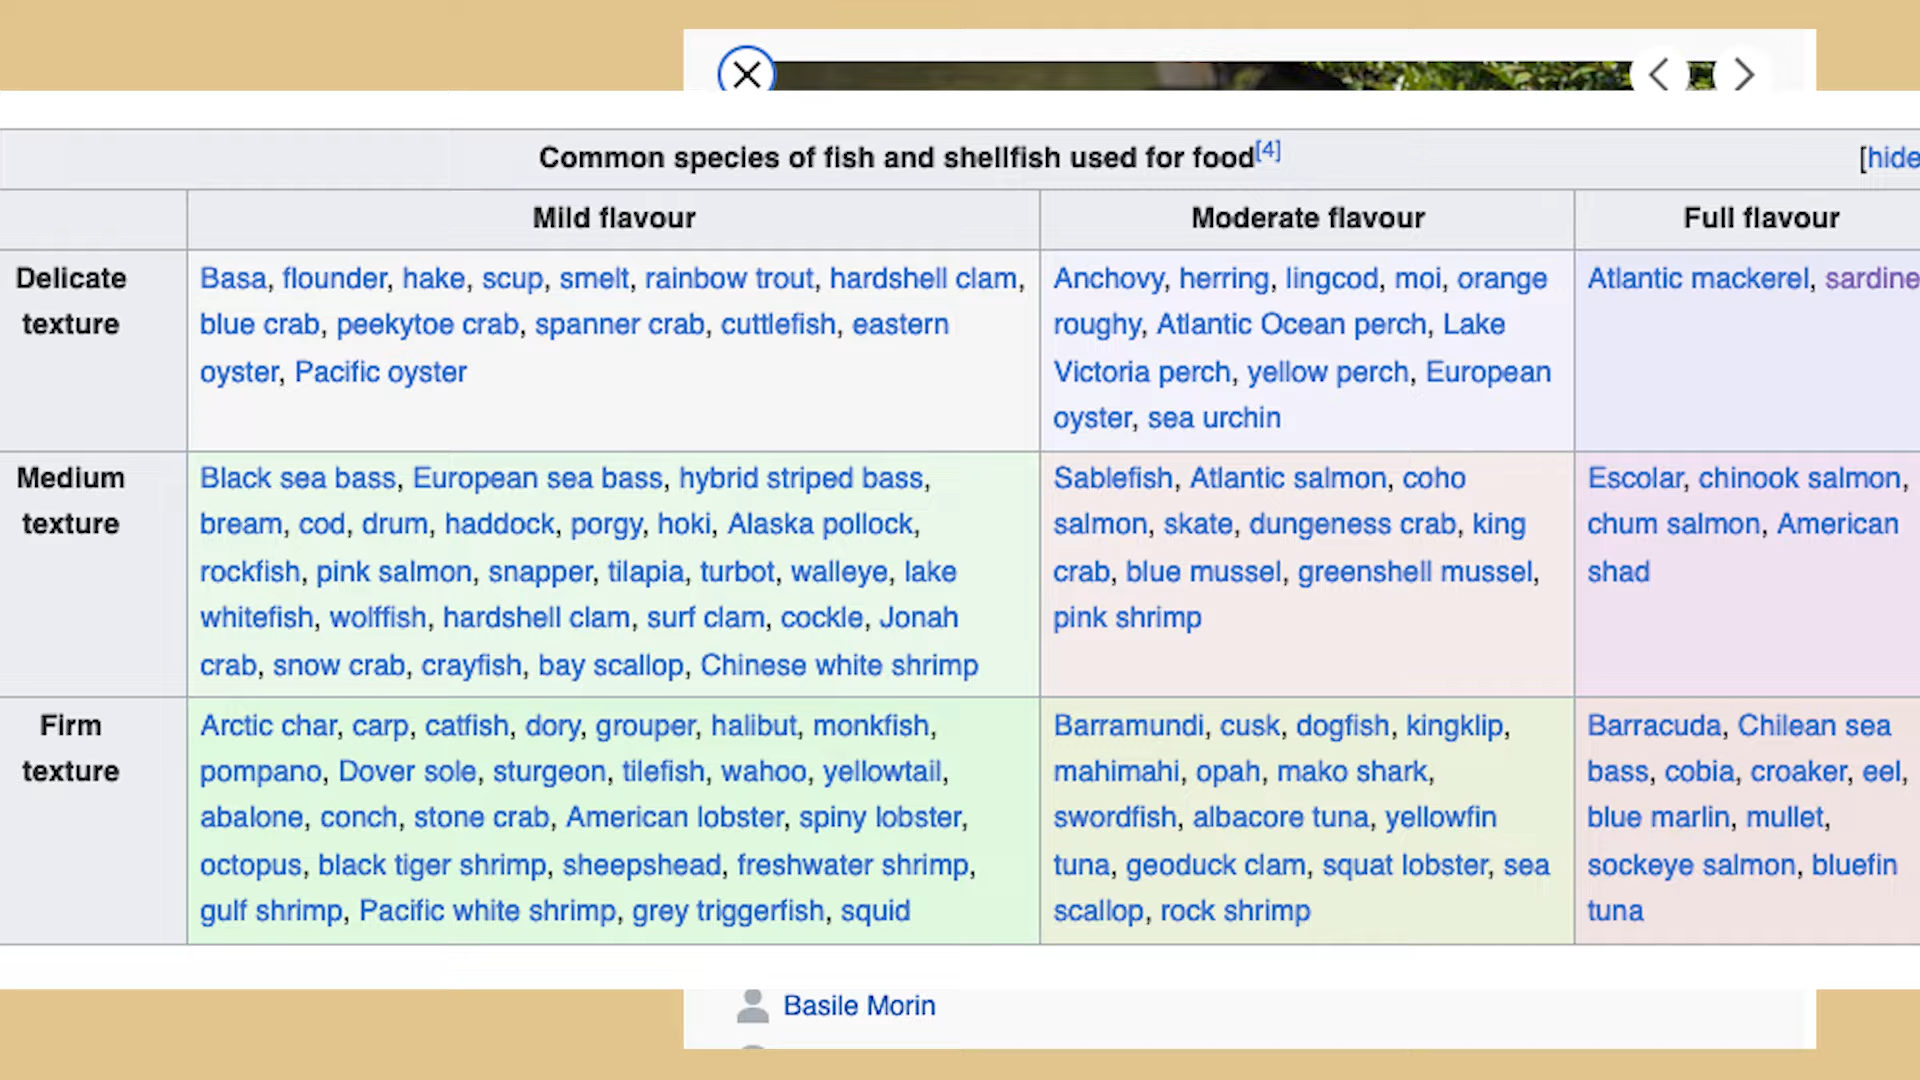 Common species of fish and shellfish used for food[4]
[hide
Mild flavour
Moderate flavour
Full flavour
Delicate
texture
Basa, flounder, hake, scup, smelt, rainbow trout, hardshell clam,
blue crab, peekytoe crab, spanner crab, cuttlefish, eastern
oyster, Pacific oyster
Anchovy, herring, lingcod, moi, orange
roughy, Atlantic Ocean perch, Lake
Victoria perch, yellow perch, European
oyster, sea urchin
Atlantic mackerel, sardine
Medium
texture
Black sea bass, European sea bass, hybrid striped bass,
bream, cod, drum, haddock, porgy, hoki, Alaska pollock,
rockfish, pink salmon, snapper, tilapia, turbot, walleye, lake
whitefish, wolffish, hardshell clam, surf clam, cockle, Jonah
crab, snow crab, crayfish, bay scallop, Chinese white shrimp
Sablefish, Atlantic salmon, coho
salmon, skate, dungeness crab, king
crab, blue mussel, greenshell mussel,
pink shrimp
Escolar, chinook salmon,
chum salmon, American
shad
Firm
texture
Arctic char, carp, catfish, dory, grouper, halibut, monkfish,
pompano, Dover sole, sturgeon, tilefish, wahoo, yellowtail,
abalone, conch, stone crab, American lobster, spiny lobster,
octopus, black tiger shrimp, sheepshead, freshwater shrimp,
gulf shrimp, Pacific white shrimp, grey triggerfish, squid
Barramundi, cusk, dogfish, kingklip,
mahimahi, opah, mako shark,
swordfish, albacore tuna, yellowfin
tuna, geoduck clam, squat lobster, sea
scallop, rock shrimp
Barracuda, Chilean sea
bass, cobia, croaker, eel,
blue marlin, mullet,
sockeye salmon, bluefin
tuna
Basile Morin